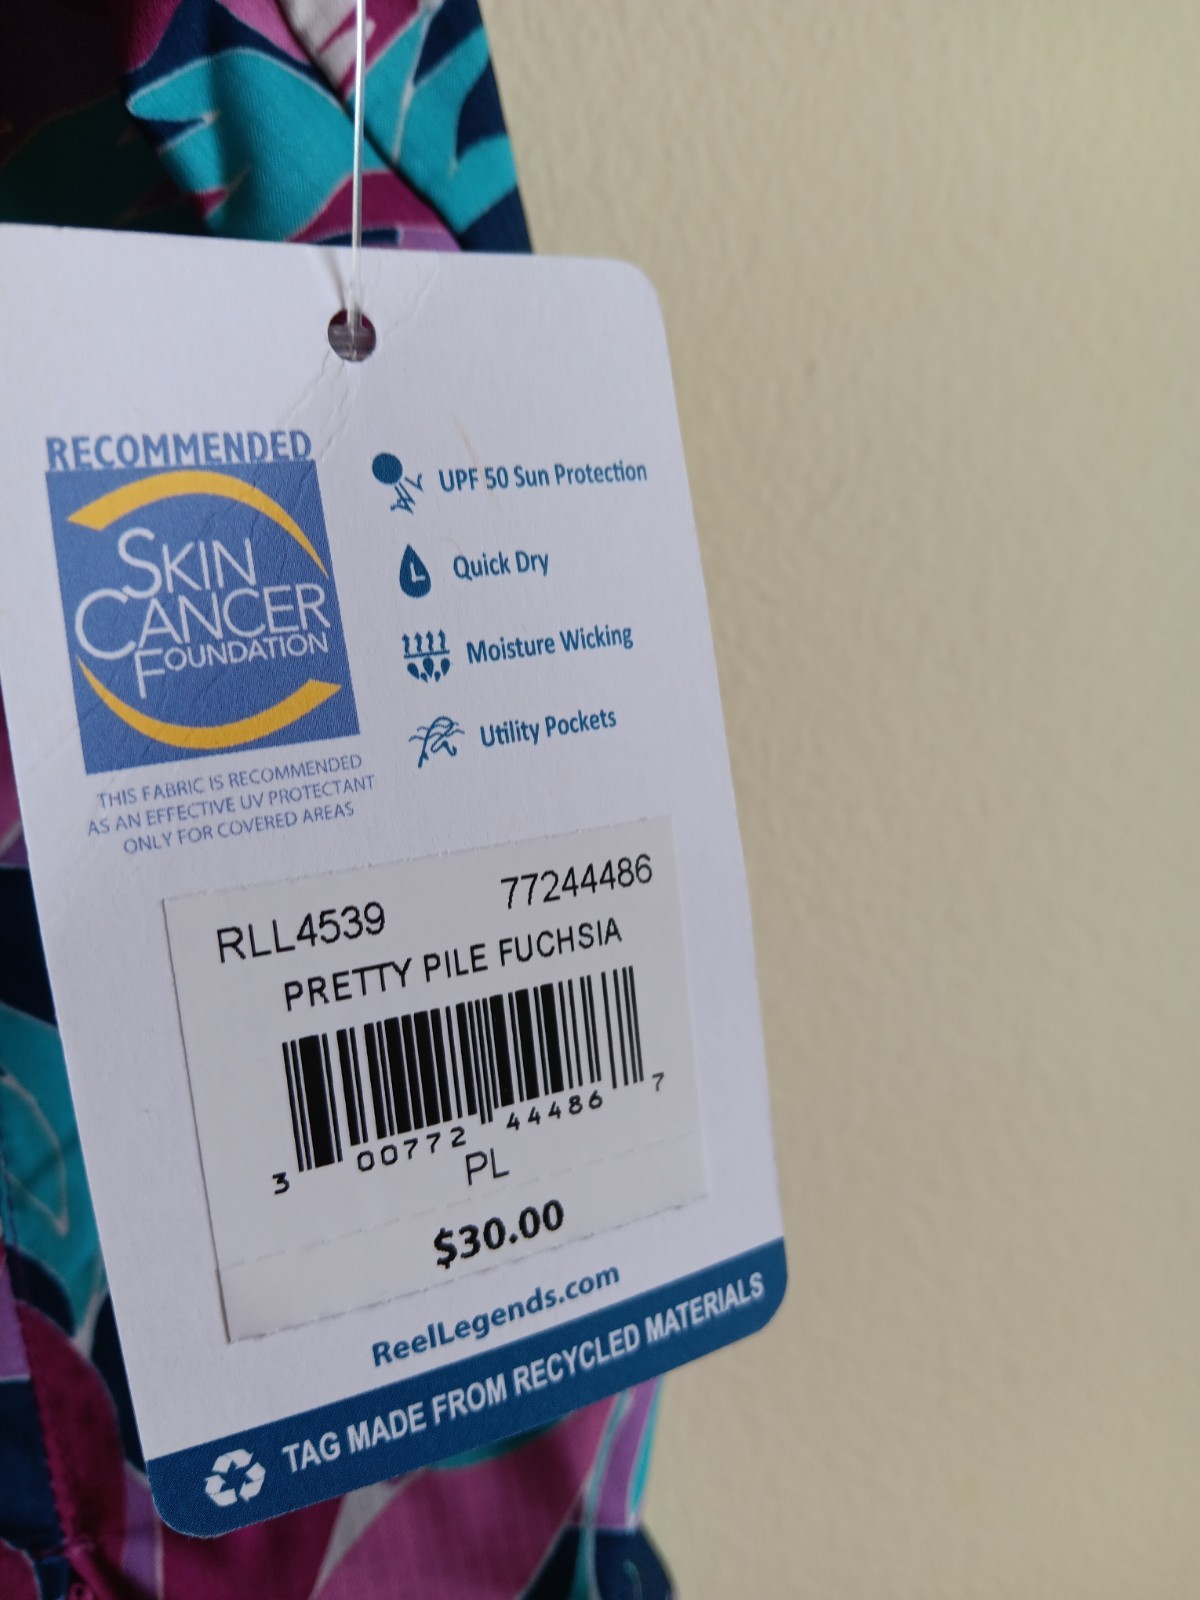 RECOMMENDED
SKIN
CANCER
FOUNDATION
THIS FABRIC IS RECOMMENDED
AS AN EFFECTIVE UV PROTECTANT
ONLY FOR COVERED AREAS
UPF 50 Sun Protection
Quick Dry
Moisture Wicking
Utility Pockets
RLL4539 77244486
PRETTY PILE FUCHSIA
3 00772 44486 7
PL
$30.00
ReelLegends.com
TAG MADE FROM RECYCLED MATERIALS